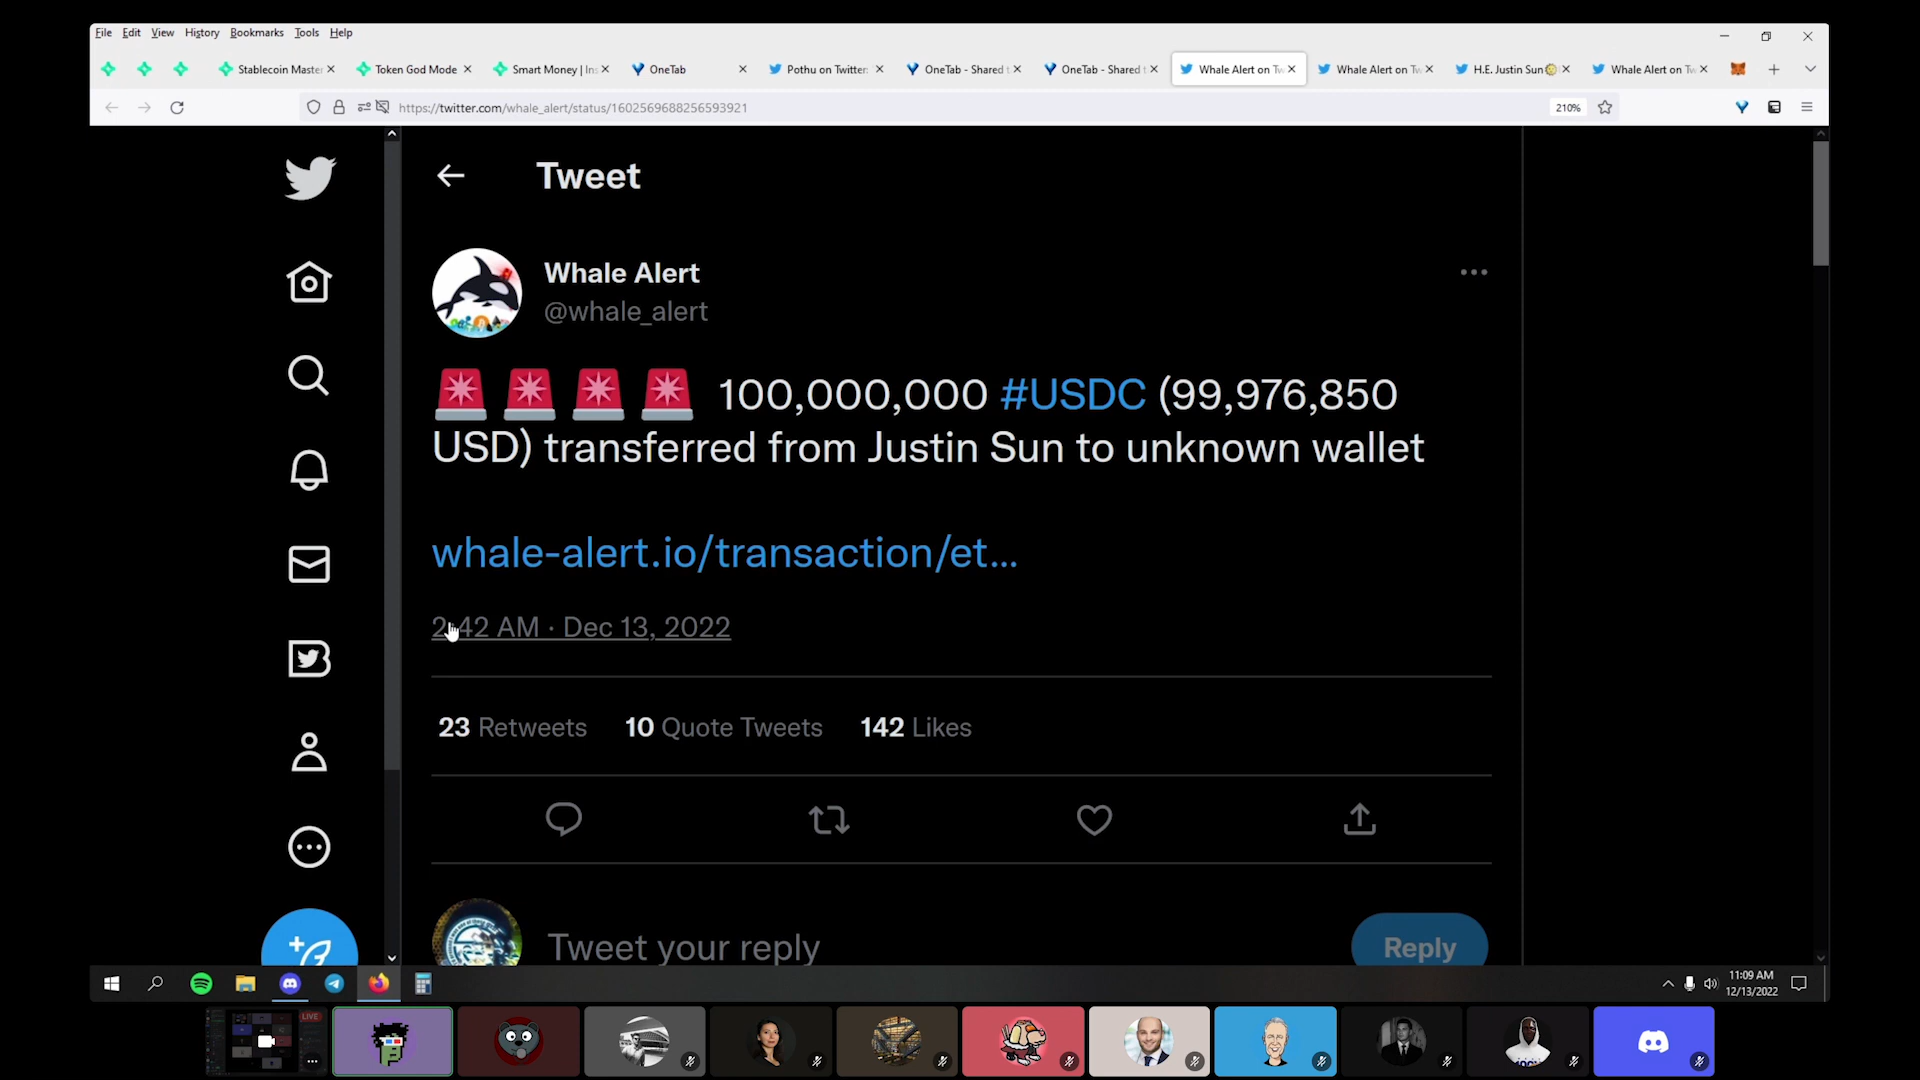 File Edit View History Bookmarks Tools Help
Stablecoin Master Token God Mode Smart Money | In OneTab Pothu on Twitter: OneTab - Shared t OneTab - Shared t Whale Alert on Tw Whale Alert on Tw H.E. Justin Sun Whale Alert on Tw
https://twitter.com/whale_alert/status/1602569688256593921 210%
Tweet
Whale Alert
@whale_alert
🚨 🚨 🚨 🚨 100,000,000 #USDC (99,976,850
USD) transferred from Justin Sun to unknown wallet
whale-alert.io/transaction/et...
2:42 AM · Dec 13, 2022
23 Retweets 10 Quote Tweets 142 Likes
Tweet your reply
Reply
11:09 AM
12/13/2022
LIVE